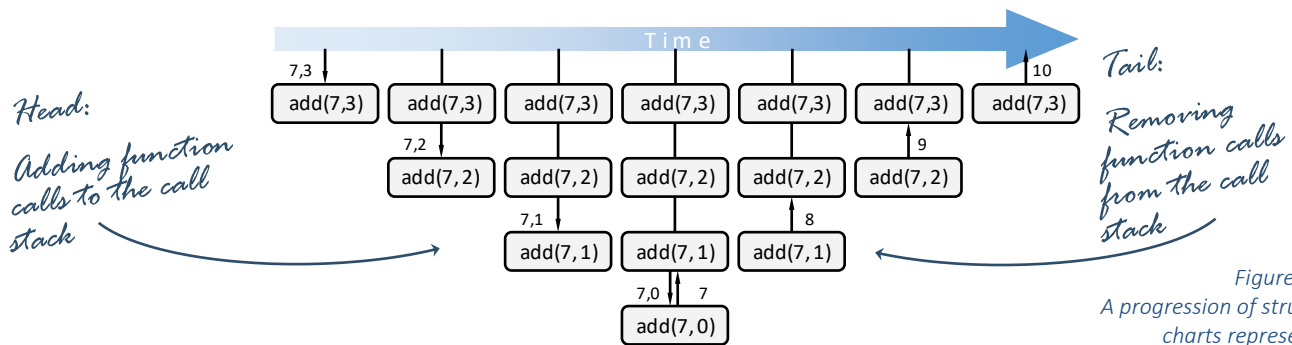 Time
7,3
10
Tail:
Head:
add(7,3) add(7,3) add(7,3) add(7,3) add(7,3) add(7,3) add(7,3)
Adding function
calls to the call
stack
7,2
9
Removing
function calls
from the call
stack
add(7,2) add(7,2) add(7,2) add(7,2) add(7,2)
7,1
8
add(7,1) add(7,1) add(7,1)
7,0
7
add(7,0)
Figure
A progression of stru
charts represe